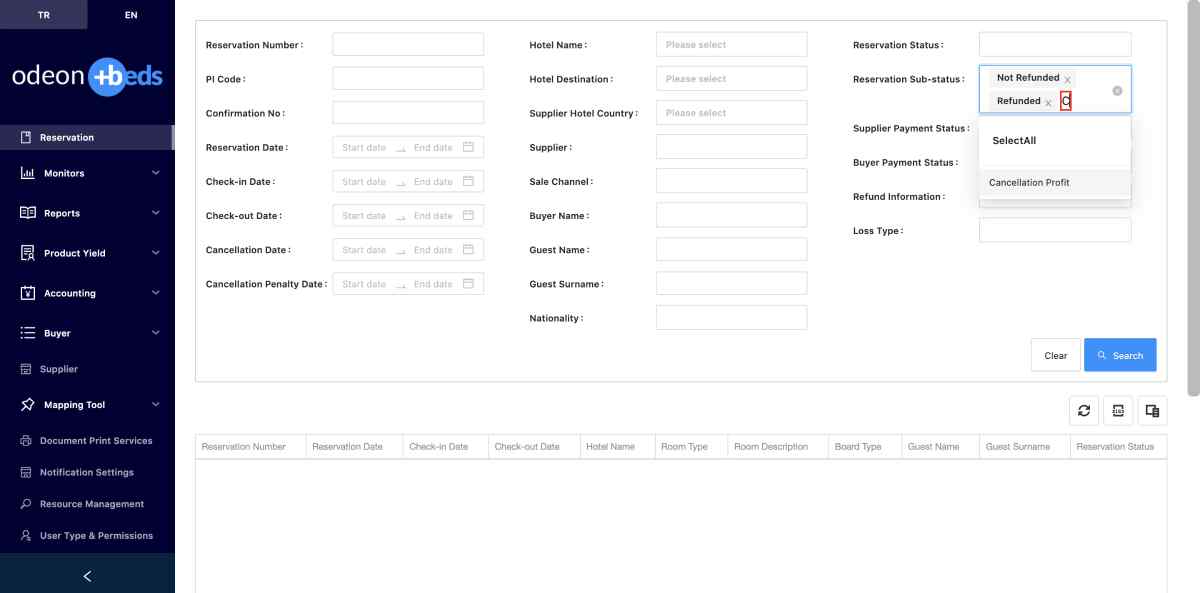 TR EN
odeon +beds
Reservation
Monitors
Reports
Product Yield
Accounting
Buyer
Supplier
Mapping Tool
Document Print Services
Notification Settings
Resource Management
User Type & Permissions
Reservation Number :
PI Code :
Confirmation No :
Reservation Date : Start date End date
Check-in Date : Start date End date
Check-out Date : Start date End date
Cancellation Date : Start date End date
Cancellation Penalty Date : Start date End date
Hotel Name : Please select
Hotel Destination : Please select
Supplier Hotel Country : Please select
Supplier :
Sale Channel :
Buyer Name :
Guest Name :
Guest Surname :
Nationality :
Reservation Status :
Reservation Sub-status : Not Refunded
Refunded C
SelectAll
Cancellation Profit
Supplier Payment Status :
Buyer Payment Status :
Refund Information :
Loss Type :
Clear Search
Reservation Number Reservation Date Check-in Date Check-out Date Hotel Name Room Type Room Description Board Type Guest Name Guest Surname Reservation Status